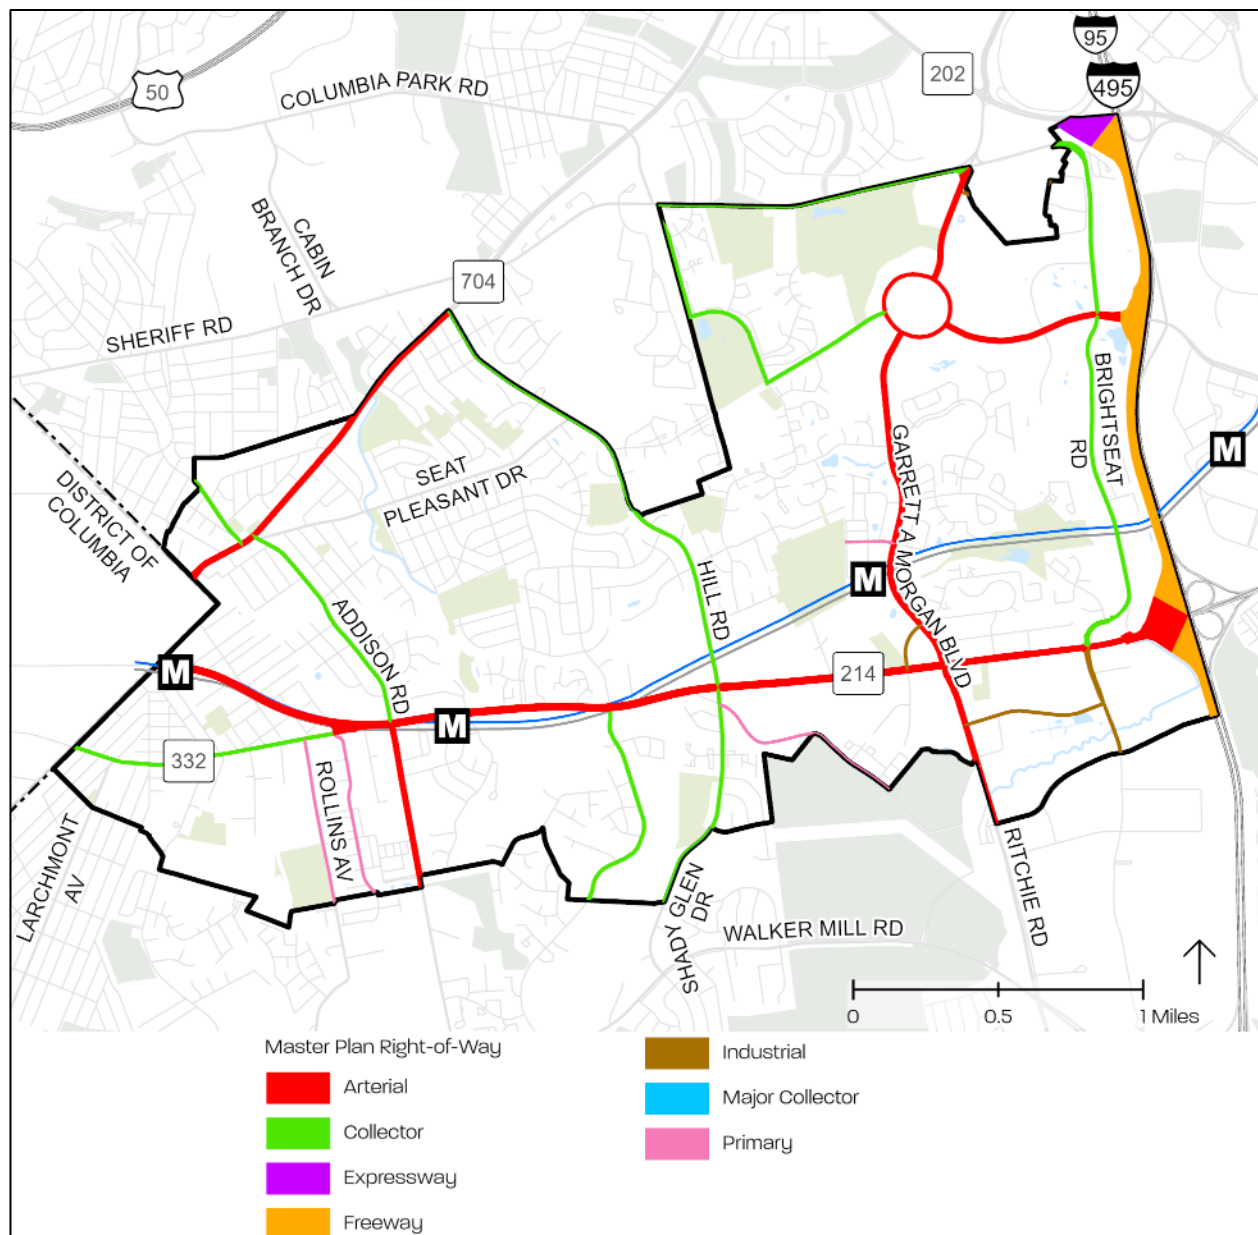 95
50
202
495
COLUMBIA PARK RD
CABIN
BRANCH DR
704
SHERIFF RD
BRIGHTSEAT
RD
GARRETT A MORGAN BLVD
M
SEAT
PLEASANT DR
DISTRICT OF
COLUMBIA
HILL RD
M
ADDISON RD
M
214
M
332
ROLLINS AV
LARCHMONT
AV
SHADY GLEN
DR
RITCHIE RD
WALKER MILL RD
0 0.5 1 Miles
Master Plan Right-of-Way
Arterial
Collector
Expressway
Freeway
Industrial
Major Collector
Primary